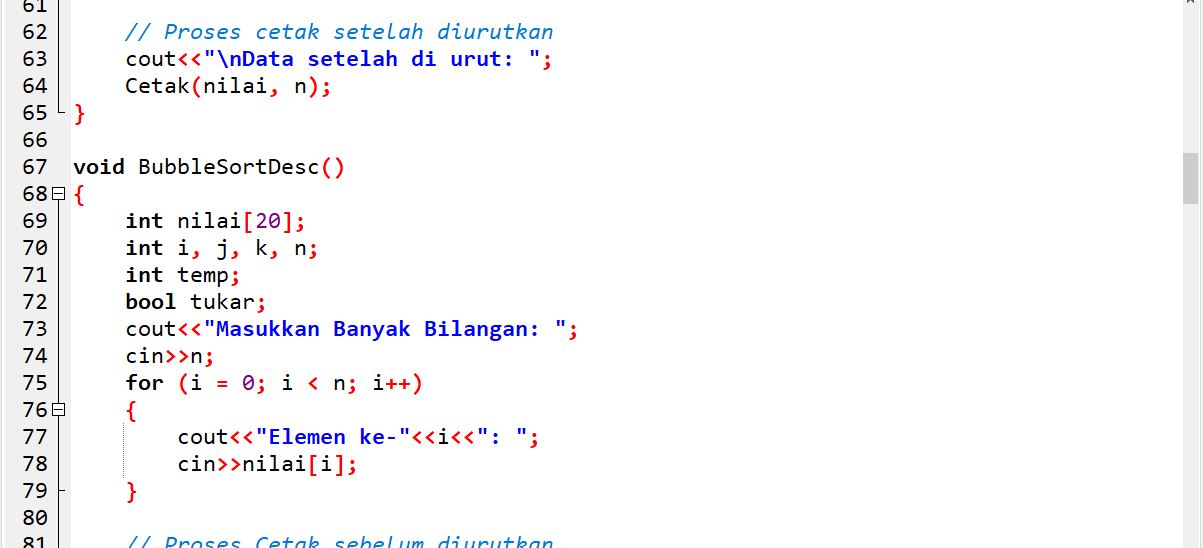 61
62 // Proses cetak setelah diurutkan
63 cout<<"\nData setelah di urut: ";
64 Cetak(nilai, n);
65 }
66
67 void BubbleSortDesc()
68 {
69 int nilai[20];
70 int i, j, k, n;
71 int temp;
72 bool tukar;
73 cout<<"Masukkan Banyak Bilangan: ";
74 cin>>n;
75 for (i = 0; i < n; i++)
76 {
77 cout<<"Elemen ke-"<<i<<": ";
78 cin>>nilai[i];
79 }
80
81 // Proses Cetak sebelum diurutkan